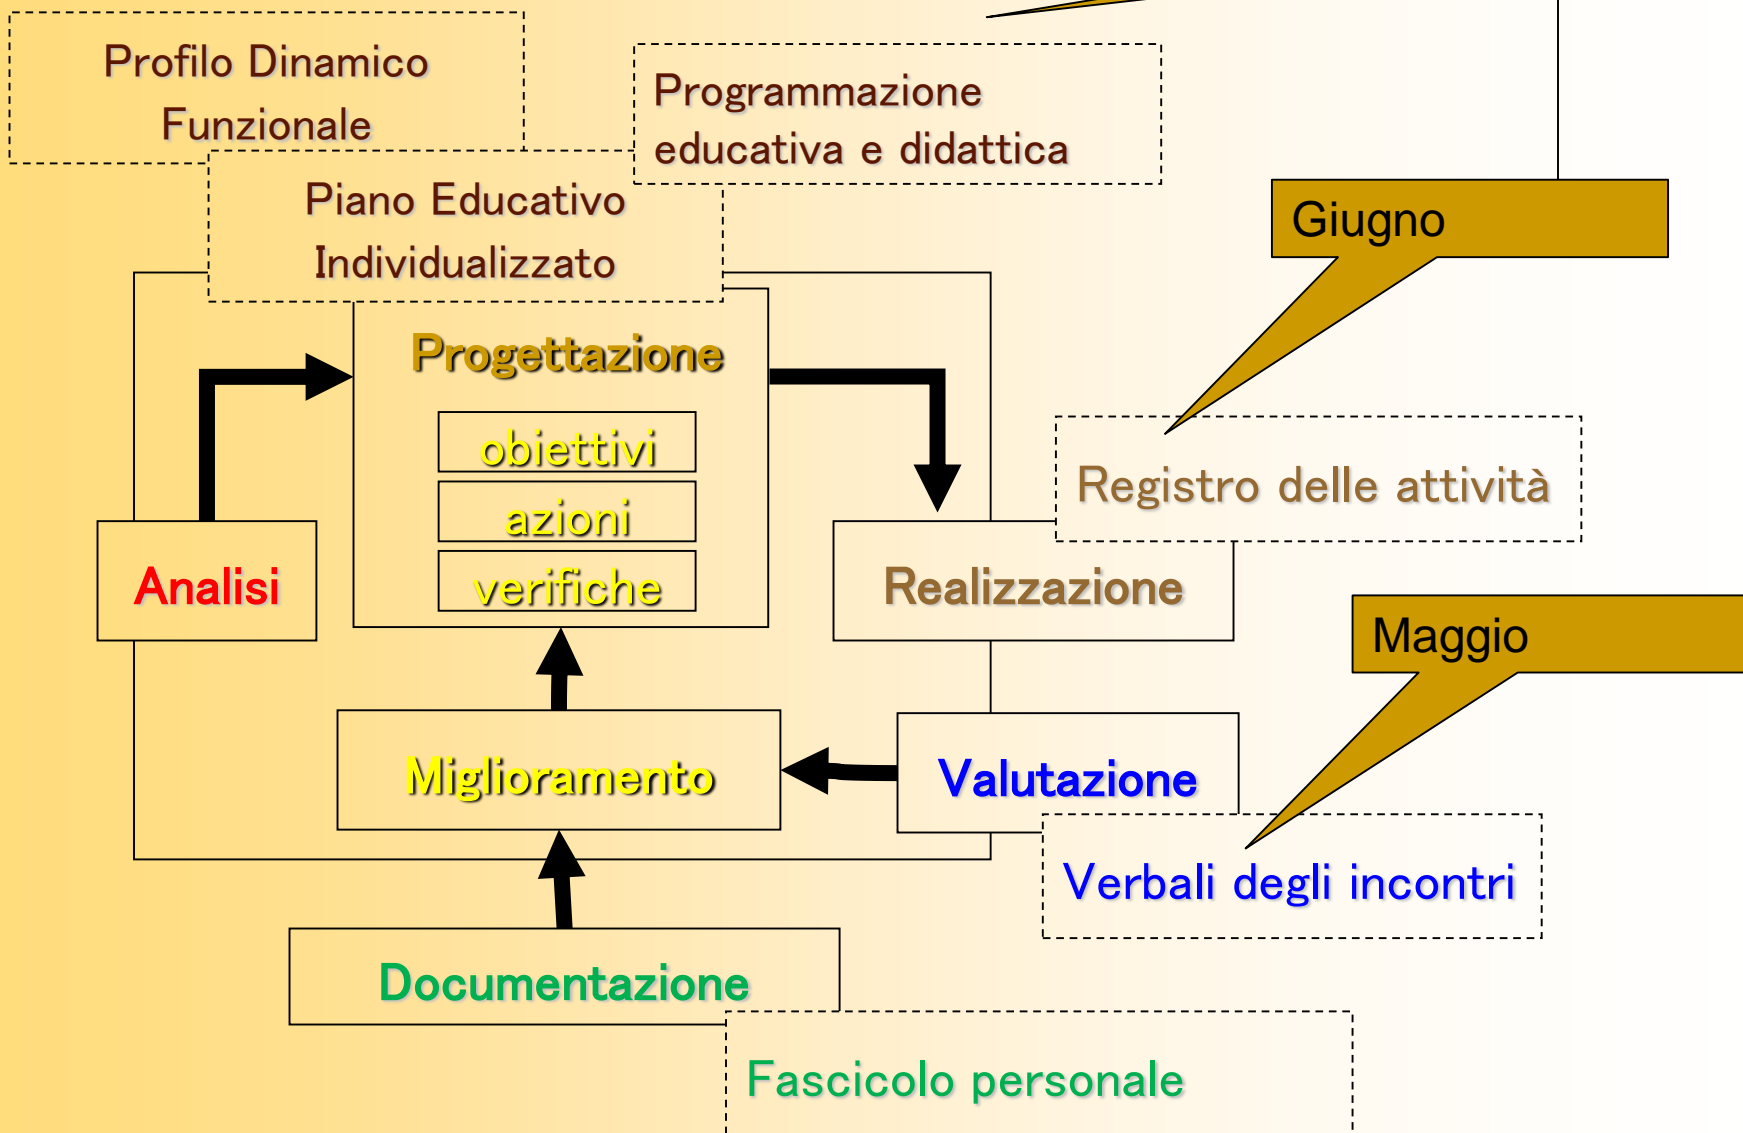 Profilo Dinamico
Funzionale
Programmazione
educativa e didattica
Piano Educativo
Individualizzato
Giugno
Progettazione
obiettivi
azioni
verifiche
Registro delle attività
Analisi
Realizzazione
Maggio
Miglioramento
Valutazione
Verbali degli incontri
Documentazione
Fascicolo personale